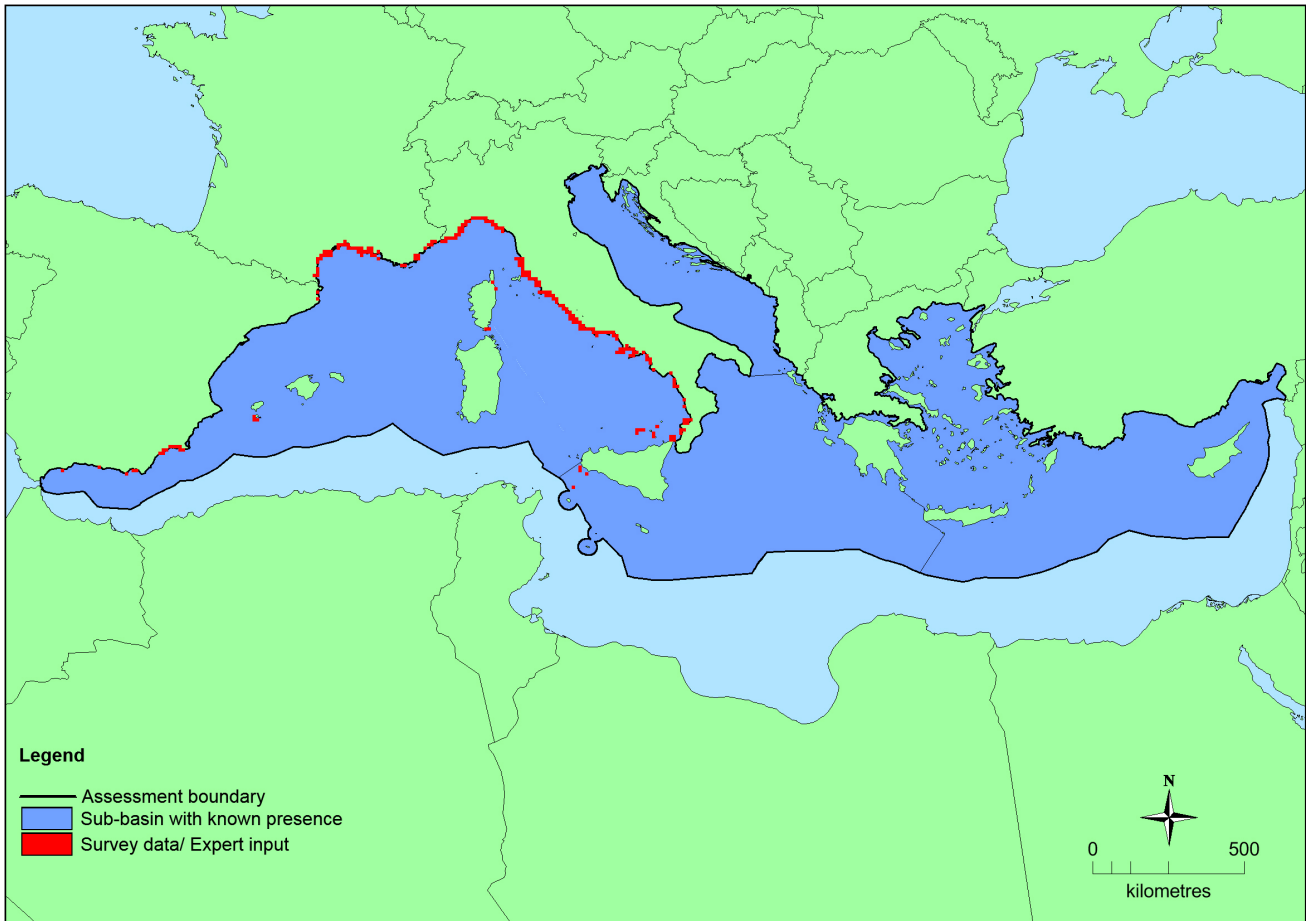 Legend
Assessment boundary
Sub-basin with known presence
Survey data/ Expert input
N
0 500
kilometres